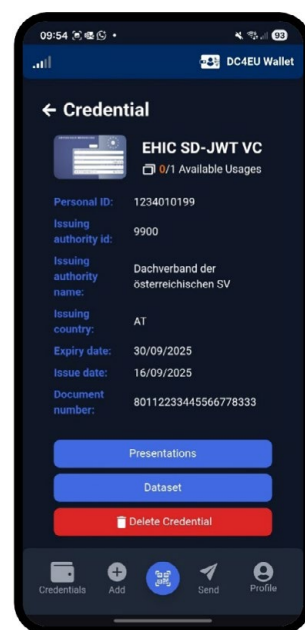 09:54
93
DC4EU Wallet
← Credential
EHIC SD-JWT VC
0/1 Available Usages
Personal ID: 1234010199
Issuing authority id: 9900
Issuing authority name: Dachverband der österreichischen SV
Issuing country: AT
Expiry date: 30/09/2025
Issue date: 16/09/2025
Document number: 80112233445566778333
Presentations
Dataset
Delete Credential
Credentials Add QR Send Profile